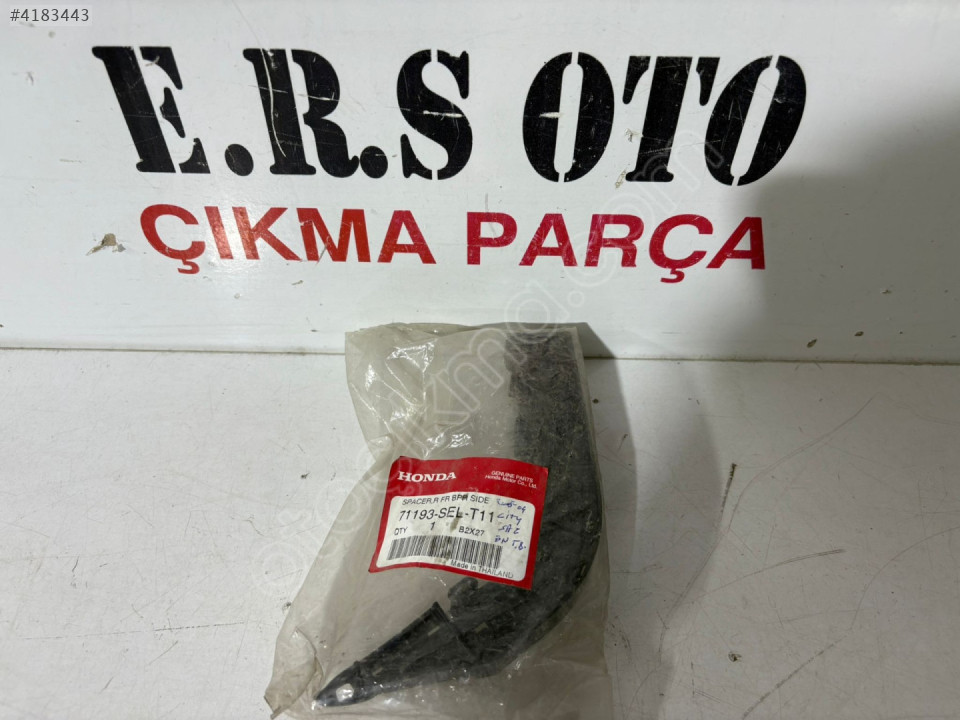 #4183443
E.R.S OTO
ÇIKMA PARÇA
HONDA
GENUINE PARTS
Honda Motor Co., Ltd.
SPACER,R FR BPR SIDE
71193-SEL-T11
QTY 1 B2X27
CITY
Made in THAILAND